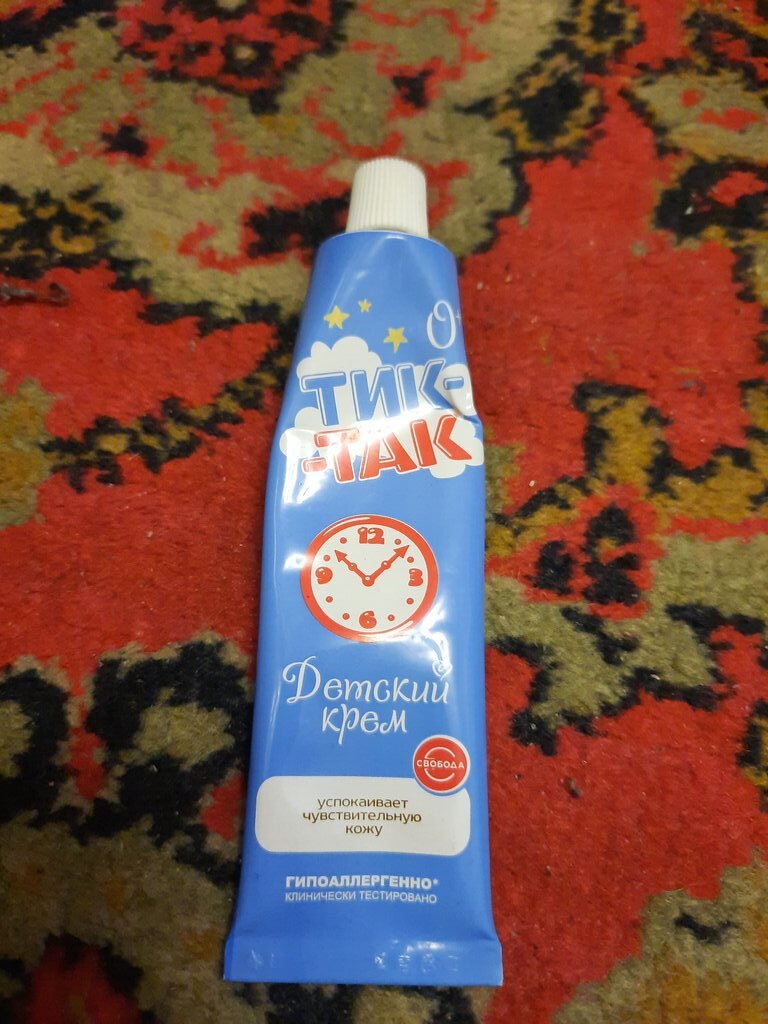 0+
ТИК-
-ТАК
12
9 3
6
Детский
крем
СВОБОДА
успокаивает
чувствительную
кожу
ГИПОАЛЛЕРГЕННО*
КЛИНИЧЕСКИ ТЕСТИРОВАНО